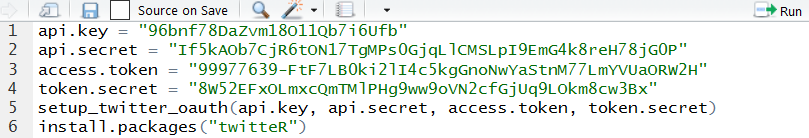 Source on Save Run
1 api.key = "96bnf78DaZvm18O11Qb7i6Ufb"
2 api.secret = "If5kAOb7CjR6tON17TgMPs0GjqLlCMSLpI9EmG4k8reH78jG0P"
3 access.token = "99977639-FtF7LB0ki2lI4c5kgGnoNwYaStnM77LmYVUaORW2H"
4 token.secret = "8W52EFxOLmxcQmTMlPHg9ww9oVN2cfGjUq9LOkm8cw3Bx"
5 setup_twitter_oauth(api.key, api.secret, access.token, token.secret)
6 install.packages("twitteR")